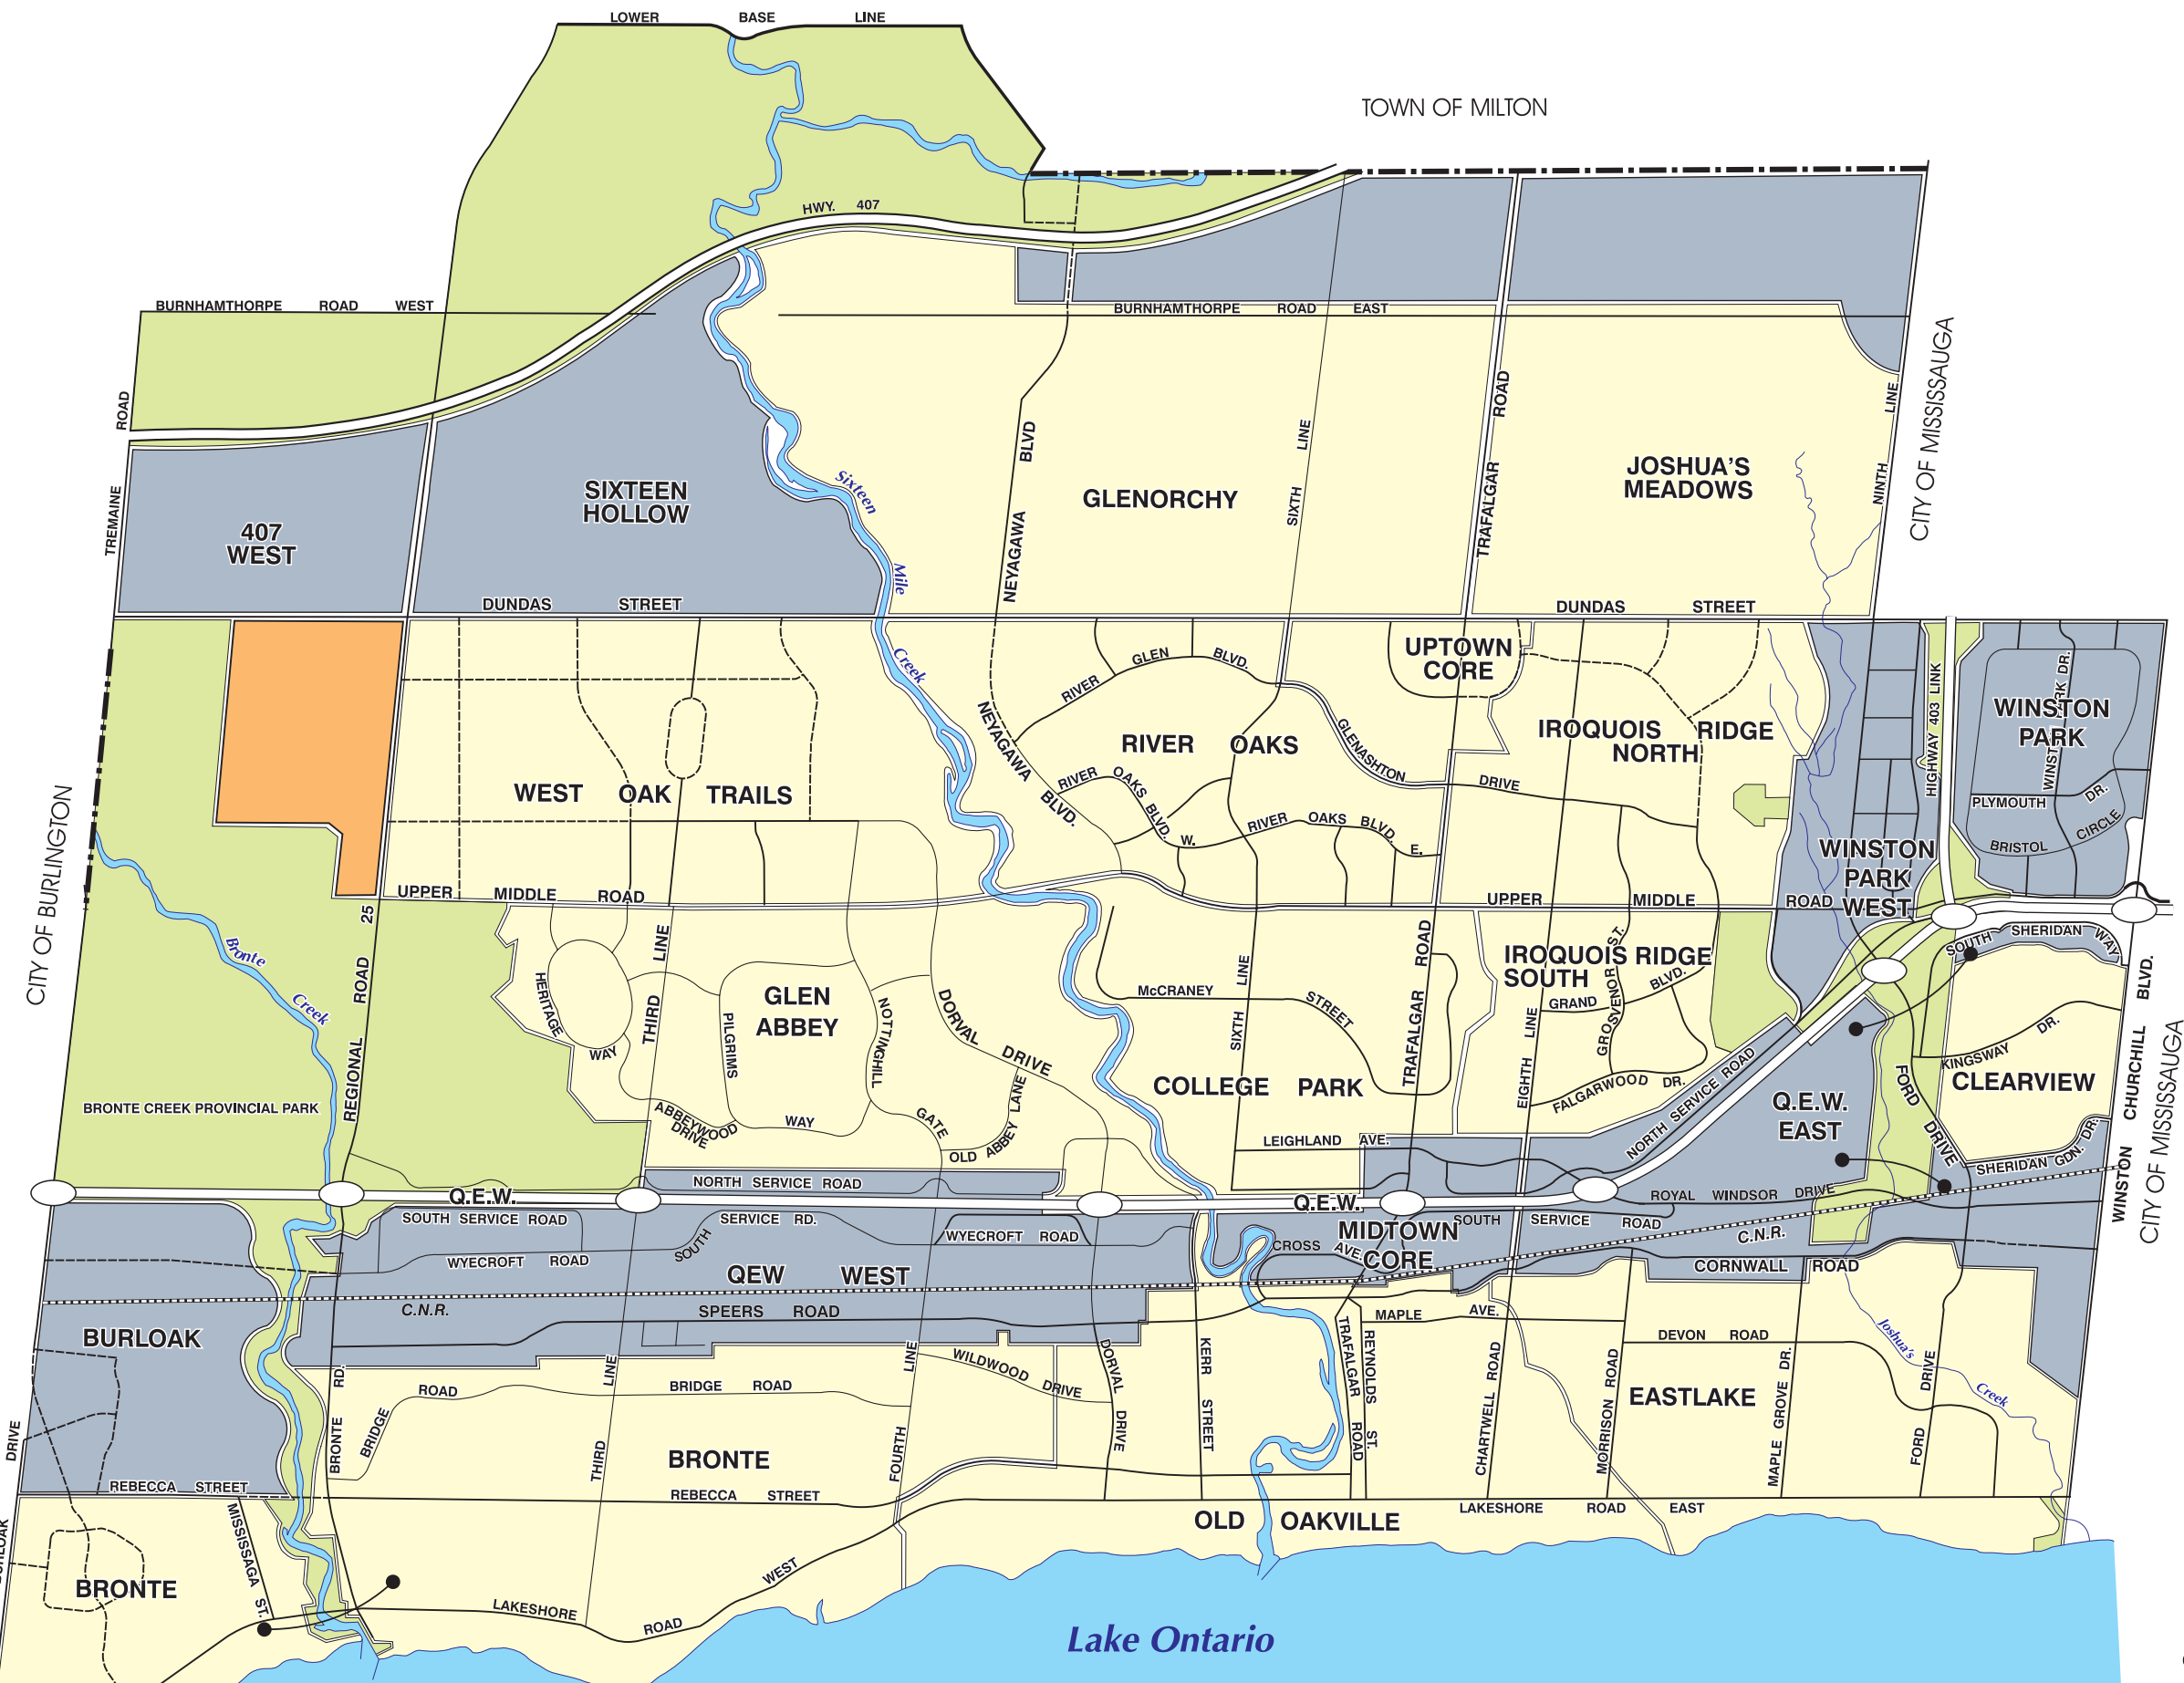 LOWER BASE LINE
TOWN OF MILTON
HWY. 407
BURNHAMTHORPE ROAD WEST
BURNHAMTHORPE ROAD EAST
CITY OF MISSISSAUGA
TREMAINE ROAD
NEYAGAWA BLVD
SIXTH LINE
TRAFALGAR ROAD
NINTH LINE
JOSHUA'S
MEADOWS
SIXTEEN
HOLLOW
GLENORCHY
407
WEST
Sixteen Mile Creek
DUNDAS STREET
DUNDAS STREET
UPTOWN
CORE
RIVER GLEN BLVD.
HIGHWAY 403 LINK
WINSTON PARK DR.
WINSTON
PARK
NEYAGAWA BLVD.
RIVER OAKS
GLENASHTON DRIVE
IROQUOIS RIDGE
NORTH
WEST OAK TRAILS
RIVER OAKS BLVD. W.
RIVER OAKS BLVD. E.
PLYMOUTH DR.
BRISTOL CIRCLE
WINSTON
PARK
WEST
CITY OF BURLINGTON
UPPER MIDDLE ROAD
UPPER MIDDLE ROAD
REGIONAL ROAD 25
Bronte Creek
HERITAGE WAY
THIRD LINE
GLEN
ABBEY
PILGRIMS WAY
NOTTINGHILL GATE
DORVAL DRIVE
OLD ABBEY LANE
ABBEYWOOD
DRIVE
McCRANEY STREET
SIXTH LINE
TRAFALGAR ROAD
IROQUOIS RIDGE
SOUTH
GRAND BLVD.
GROSVENOR ST.
EIGHTH LINE
FALGARWOOD DR.
SOUTH SHERIDAN WAY
KINGSWAY DR.
CLEARVIEW
FORD DRIVE
SHERIDAN GDN. DR.
WINSTON CHURCHILL BLVD.
CITY OF MISSISSAUGA
COLLEGE PARK
Q.E.W.
EAST
BRONTE CREEK PROVINCIAL PARK
LEIGHLAND AVE.
NORTH SERVICE ROAD
NORTH SERVICE ROAD
Q.E.W.
Q.E.W.
ROYAL WINDSOR DRIVE
SOUTH SERVICE ROAD
SOUTH SERVICE RD.
WYECROFT ROAD
WYECROFT ROAD
MIDTOWN
CORE
SOUTH SERVICE ROAD
CROSS AVE.
C.N.R.
CORNWALL ROAD
QEW WEST
C.N.R.
SPEERS ROAD
BURLOAK
MAPLE AVE.
DEVON ROAD
Joshua's Creek
BRONTE RD.
BRIDGE ROAD
BRIDGE ROAD
THIRD LINE
FOURTH LINE
WILDWOOD DRIVE
DORVAL DRIVE
KERR STREET
TRAFALGAR ROAD
REYNOLDS ST.
CHARTWELL ROAD
MORRISON ROAD
EASTLAKE
MAPLE GROVE DR.
FORD DRIVE
BRONTE
REBECCA STREET
REBECCA STREET
LAKESHORE ROAD EAST
OLD OAKVILLE
BURLOAK DRIVE
MISSISSAGA ST.
BRONTE
LAKESHORE ROAD WEST
Lake Ontario